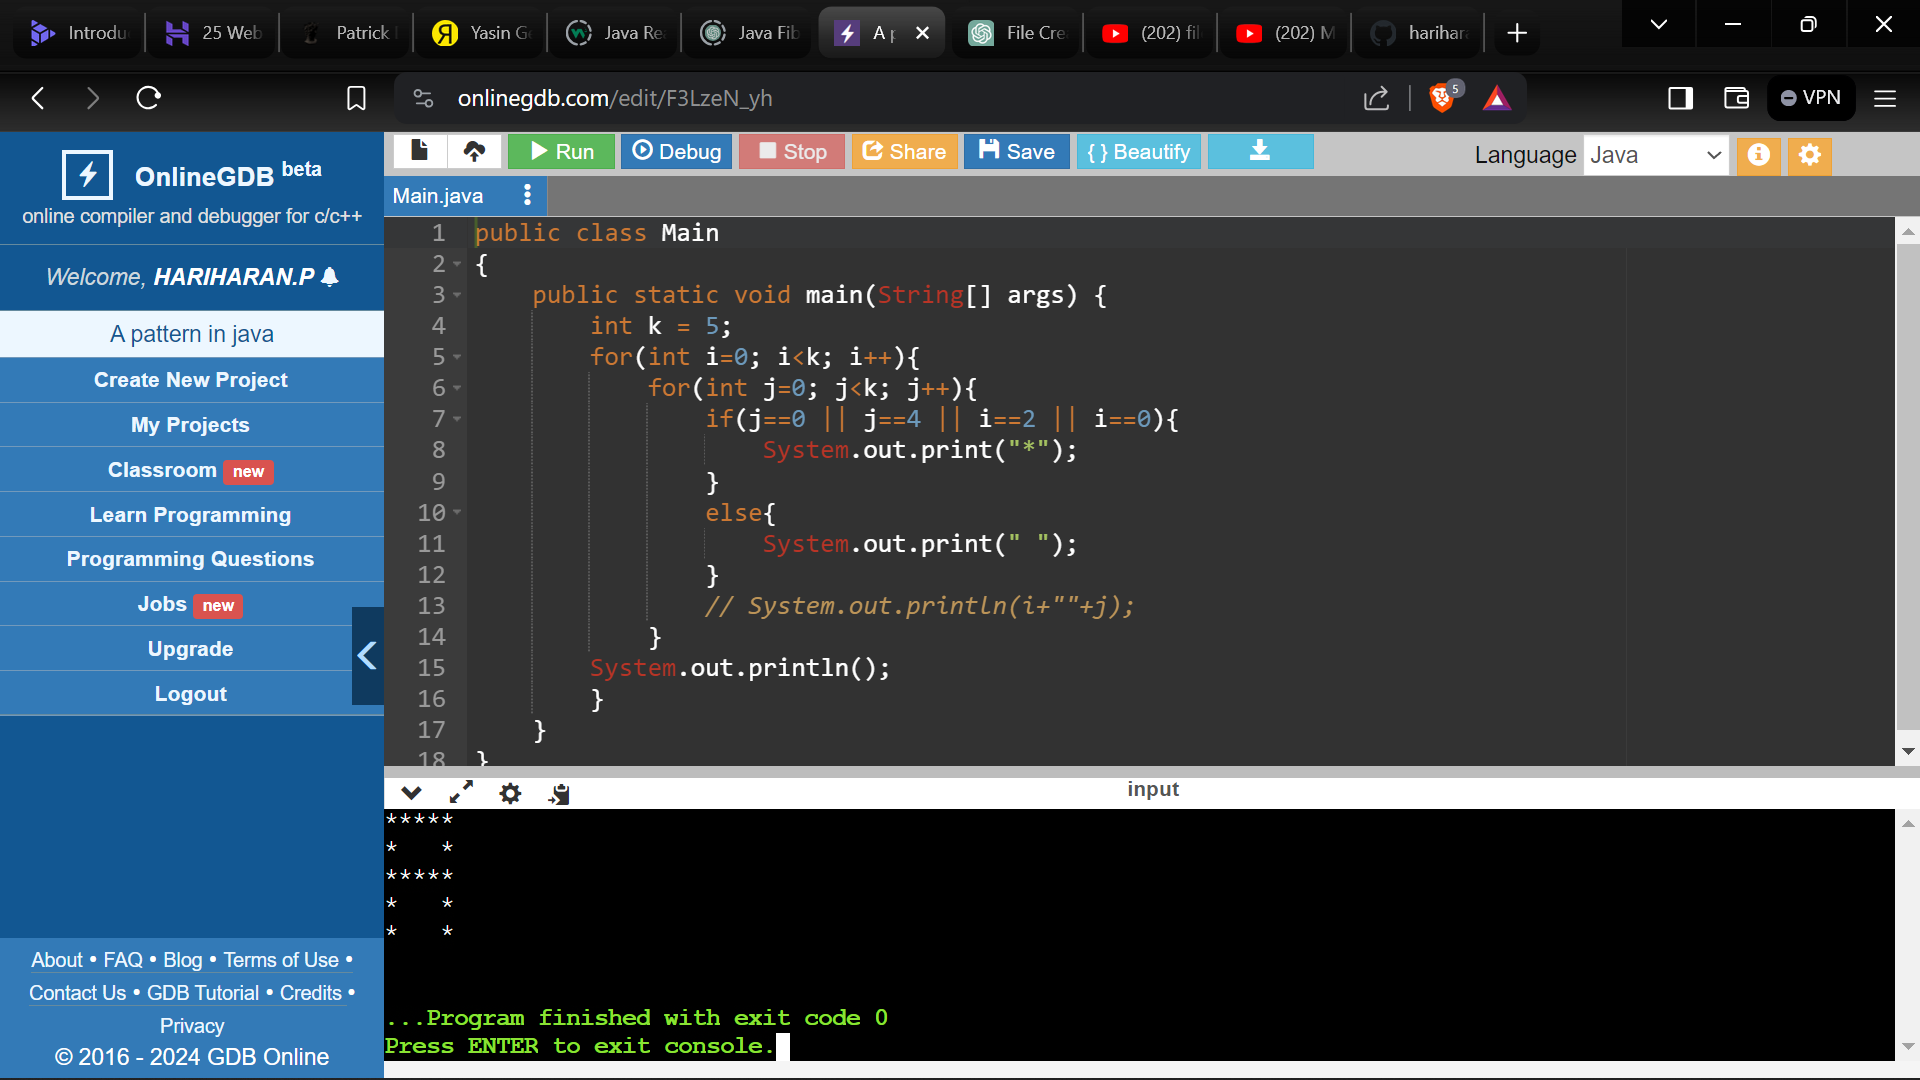 Introdu
25 Web
Patrick
Yasin Ge
Java Re
Java Fib
A p
File Cre
(202) fil
(202) M
harihar
onlinegdb.com/edit/F3LzeN_yh
5
VPN
OnlineGDB beta
online compiler and debugger for c/c++
Welcome, HARIHARAN.P
A pattern in java
Create New Project
My Projects
Classroom new
Learn Programming
Programming Questions
Jobs new
Upgrade
Logout
About • FAQ • Blog • Terms of Use •
Contact Us • GDB Tutorial • Credits •
Privacy
© 2016 - 2024 GDB Online
Run
Debug
Stop
Share
Save
{ } Beautify
Language Java
Main.java
1 public class Main
2 {
3     public static void main(String[] args) {
4         int k = 5;
5         for(int i=0; i<k; i++){
6             for(int j=0; j<k; j++){
7                 if(j==0 || j==4 || i==2 || i==0){
8                     System.out.print("*");
9                 }
10                 else{
11                     System.out.print(" ");
12                 }
13                 // System.out.println(i+""+j);
14             }
15         System.out.println();
16         }
17     }
18 }
input
*****
*   *
*****
*   *
*   *
...Program finished with exit code 0
Press ENTER to exit console.